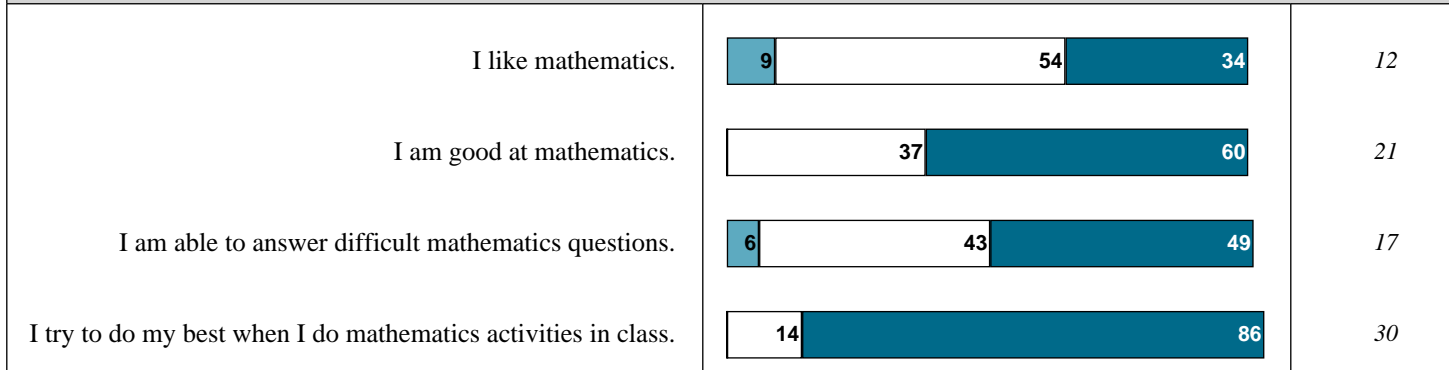 I like mathematics. 9 54 34 12
I am good at mathematics. 37 60 21
I am able to answer difficult mathematics questions. 6 43 49 17
I try to do my best when I do mathematics activities in class. 14 86 30